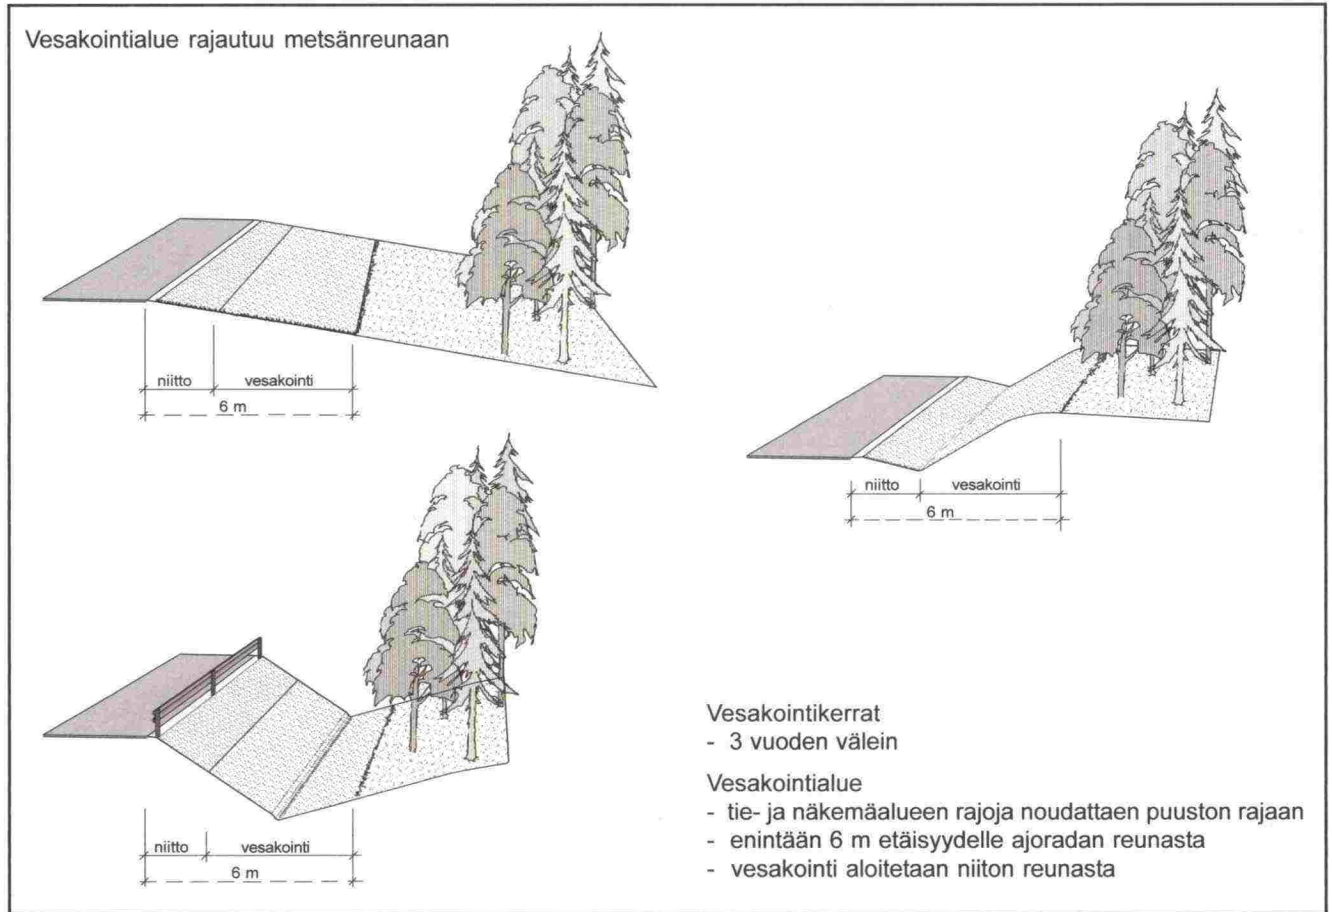 Vesakointialue rajautuu metsänreunaan
niitto vesakointi
6 m
niitto vesakointi
6 m
niitto vesakointi
6 m
Vesakointikerrat
- 3 vuoden välein
Vesakointialue
- tie- ja näkemäalueen rajoja noudattaen puuston rajaan
- enintään 6 m etäisyydelle ajoradan reunasta
- vesakointi aloitetaan niiton reunasta